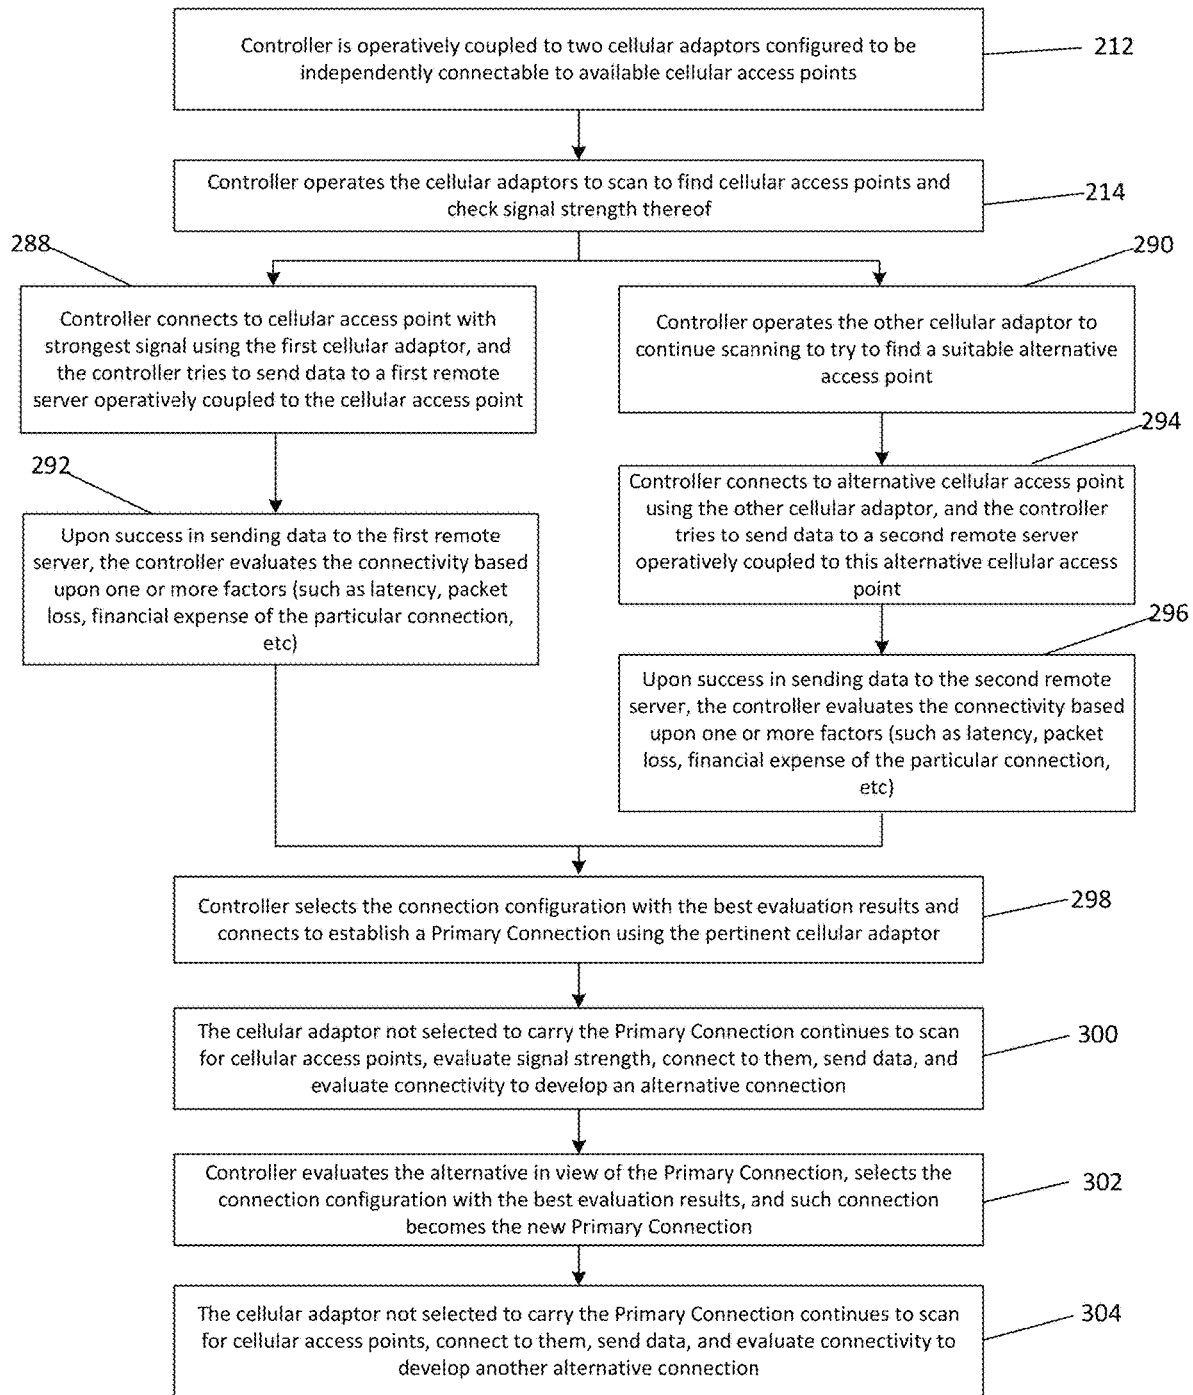 Controller is operatively coupled to two cellular adaptors configured to be
independently connectable to available cellular access points
212
Controller operates the cellular adaptors to scan to find cellular access points and
check signal strength thereof
214
288
290
Controller connects to cellular access point with
strongest signal using the first cellular adaptor, and
the controller tries to send data to a first remote
server operatively coupled to the cellular access point
Controller operates the other cellular adaptor to
continue scanning to try to find a suitable alternative
access point
292
294
Upon success in sending data to the first remote
server, the controller evaluates the connectivity based
upon one or more factors (such as latency, packet
loss, financial expense of the particular connection,
etc)
Controller connects to alternative cellular access point
using the other cellular adaptor, and the controller
tries to send data to a second remote server
operatively coupled to this alternative cellular access
point
296
Upon success in sending data to the second remote
server, the controller evaluates the connectivity based
upon one or more factors (such as latency, packet
loss, financial expense of the particular connection,
etc)
Controller selects the connection configuration with the best evaluation results and
connects to establish a Primary Connection using the pertinent cellular adaptor
298
The cellular adaptor not selected to carry the Primary Connection continues to scan
for cellular access points, evaluate signal strength, connect to them, send data, and
evaluate connectivity to develop an alternative connection
300
Controller evaluates the alternative in view of the Primary Connection, selects the
connection configuration with the best evaluation results, and such connection
becomes the new Primary Connection
302
The cellular adaptor not selected to carry the Primary Connection continues to scan
for cellular access points, connect to them, send data, and evaluate connectivity to
develop another alternative connection
304